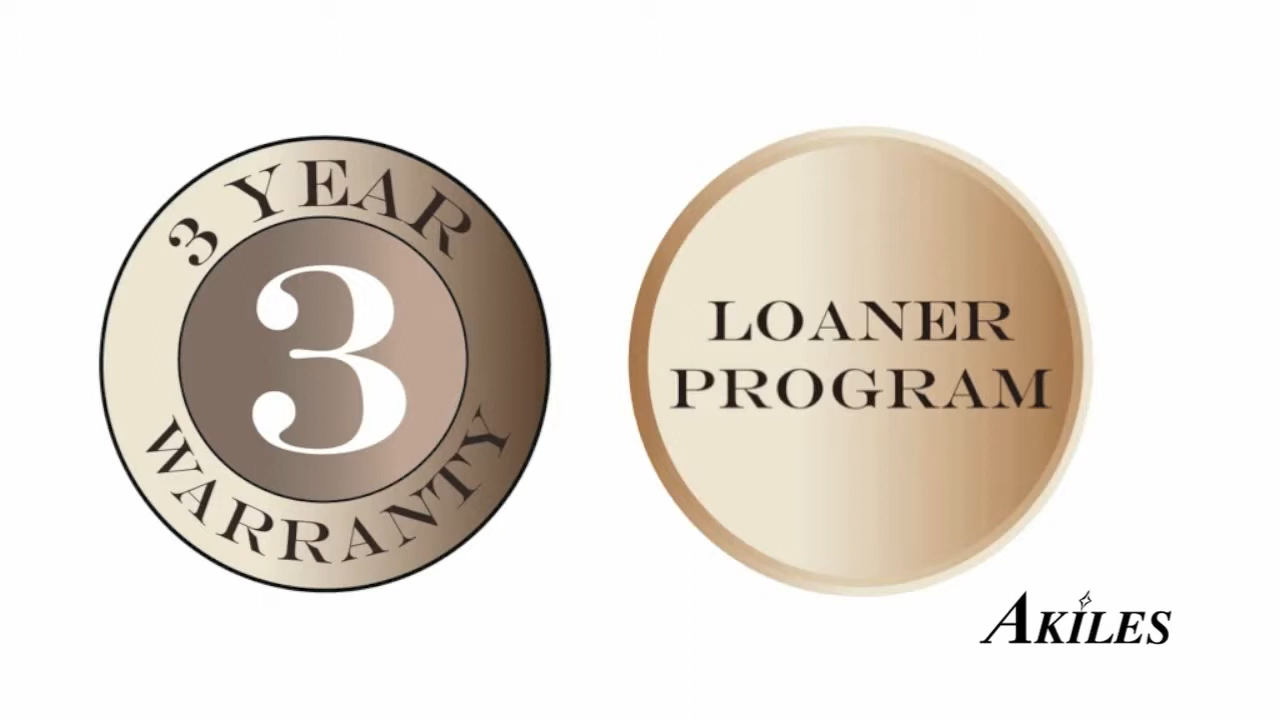 3 YEAR
3
WARRANTY
LOANER
PROGRAM
AKILES